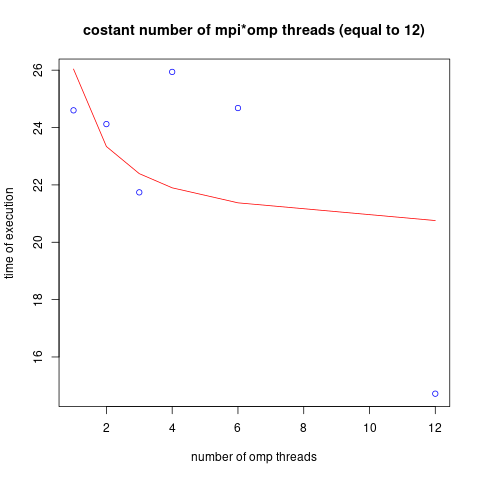 costant number of mpi*omp threads (equal to 12)
26
24
22
20
18
16
time of execution
2 4 6 8 10 12
number of omp threads